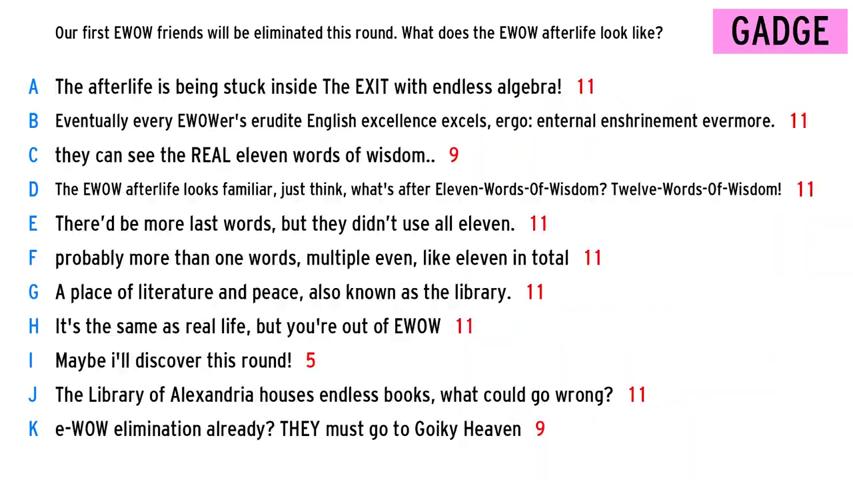 Our first EWOW friends will be eliminated this round. What does the EWOW afterlife look like?
GADGE
A The afterlife is being stuck inside The EXIT with endless algebra! 11
B Eventually every EWOWer's erudite English excellence excels, ergo: enternal enshrinement evermore. 11
C they can see the REAL eleven words of wisdom.. 9
D The EWOW afterlife looks familiar, just think, what's after Eleven-Words-Of-Wisdom? Twelve-Words-Of-Wisdom! 11
E There’d be more last words, but they didn’t use all eleven. 11
F probably more than one words, multiple even, like eleven in total 11
G A place of literature and peace, also known as the library. 11
H It's the same as real life, but you're out of EWOW 11
I Maybe i'll discover this round! 5
J The Library of Alexandria houses endless books, what could go wrong? 11
K e-WOW elimination already? THEY must go to Goiky Heaven 9